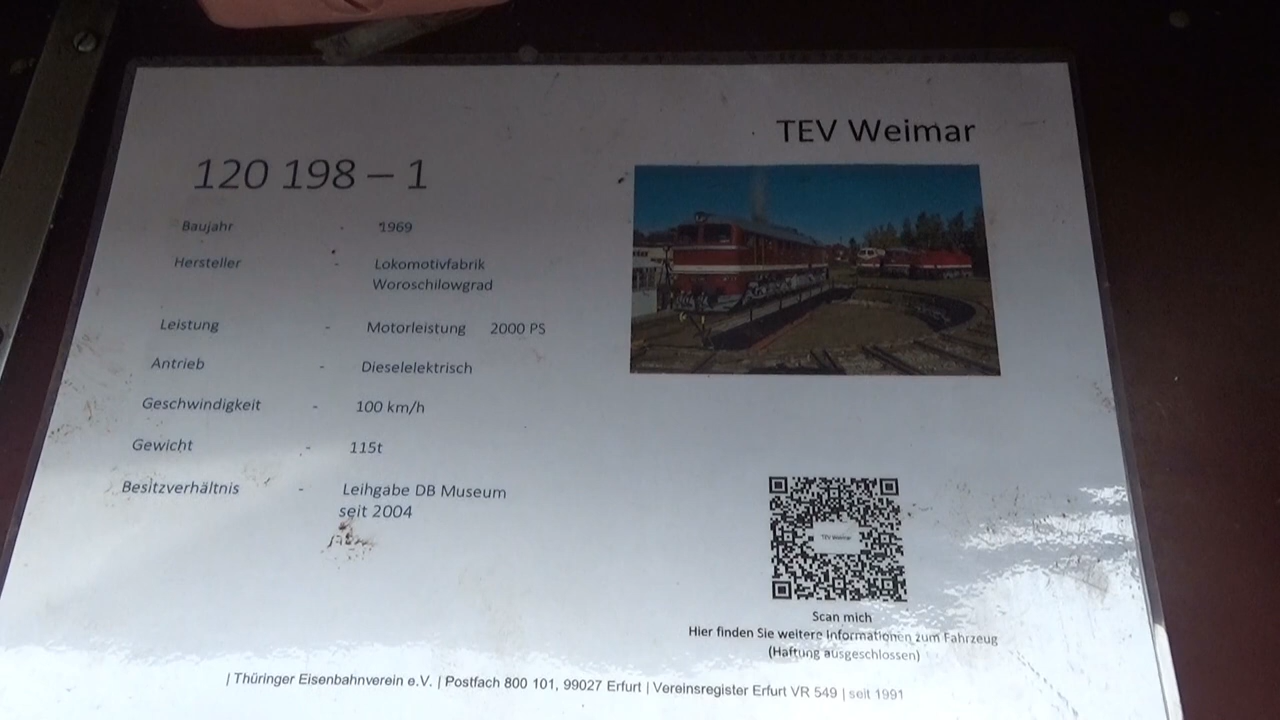 TEV Weimar
120 198 – 1
Baujahr - 1969
Hersteller - Lokomotivfabrik
Woroschilowgrad
Leistung - Motorleistung 2000 PS
Antrieb - Dieselelektrisch
Geschwindigkeit - 100 km/h
Gewicht - 115t
Besitzverhältnis - Leihgabe DB Museum
seit 2004
TEV Weimar
Scan mich
Hier finden Sie weitere Informationen zum Fahrzeug
(Haftung ausgeschlossen)
| Thüringer Eisenbahnverein e.V. | Postfach 800 101, 99027 Erfurt | Vereinsregister Erfurt VR 549 | seit 1991